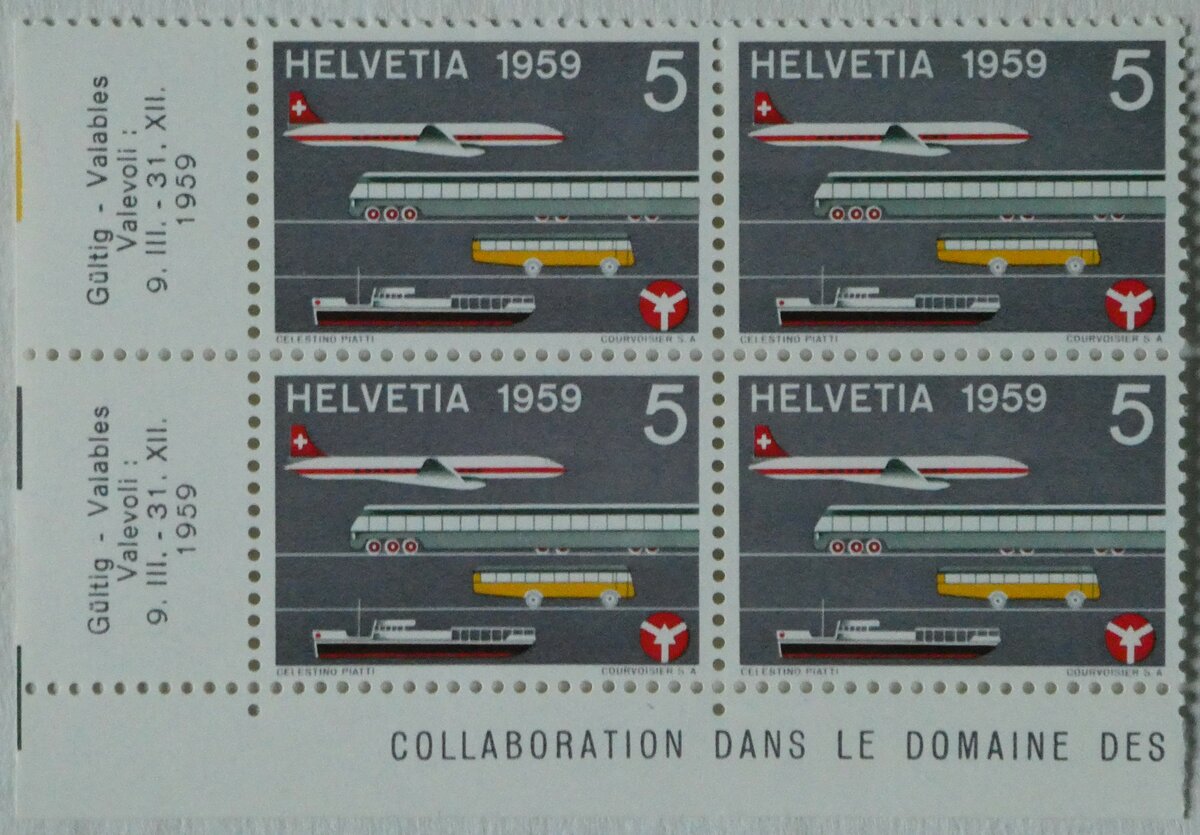 Gültig - Valables
Valevoli :
9. III. - 31. XII.
1959
HELVETIA 1959 5
CELESTINO PIATTI COURVOISIER S. A
HELVETIA 1959 5
CELESTINO PIATTI COURVOISIER S. A
Gültig - Valables
Valevoli :
9. III. - 31. XII.
1959
HELVETIA 1959 5
CELESTINO PIATTI COURVOISIER S. A
HELVETIA 1959 5
CELESTINO PIATTI COURVOISIER S. A.
COLLABORATION DANS LE DOMAINE DES